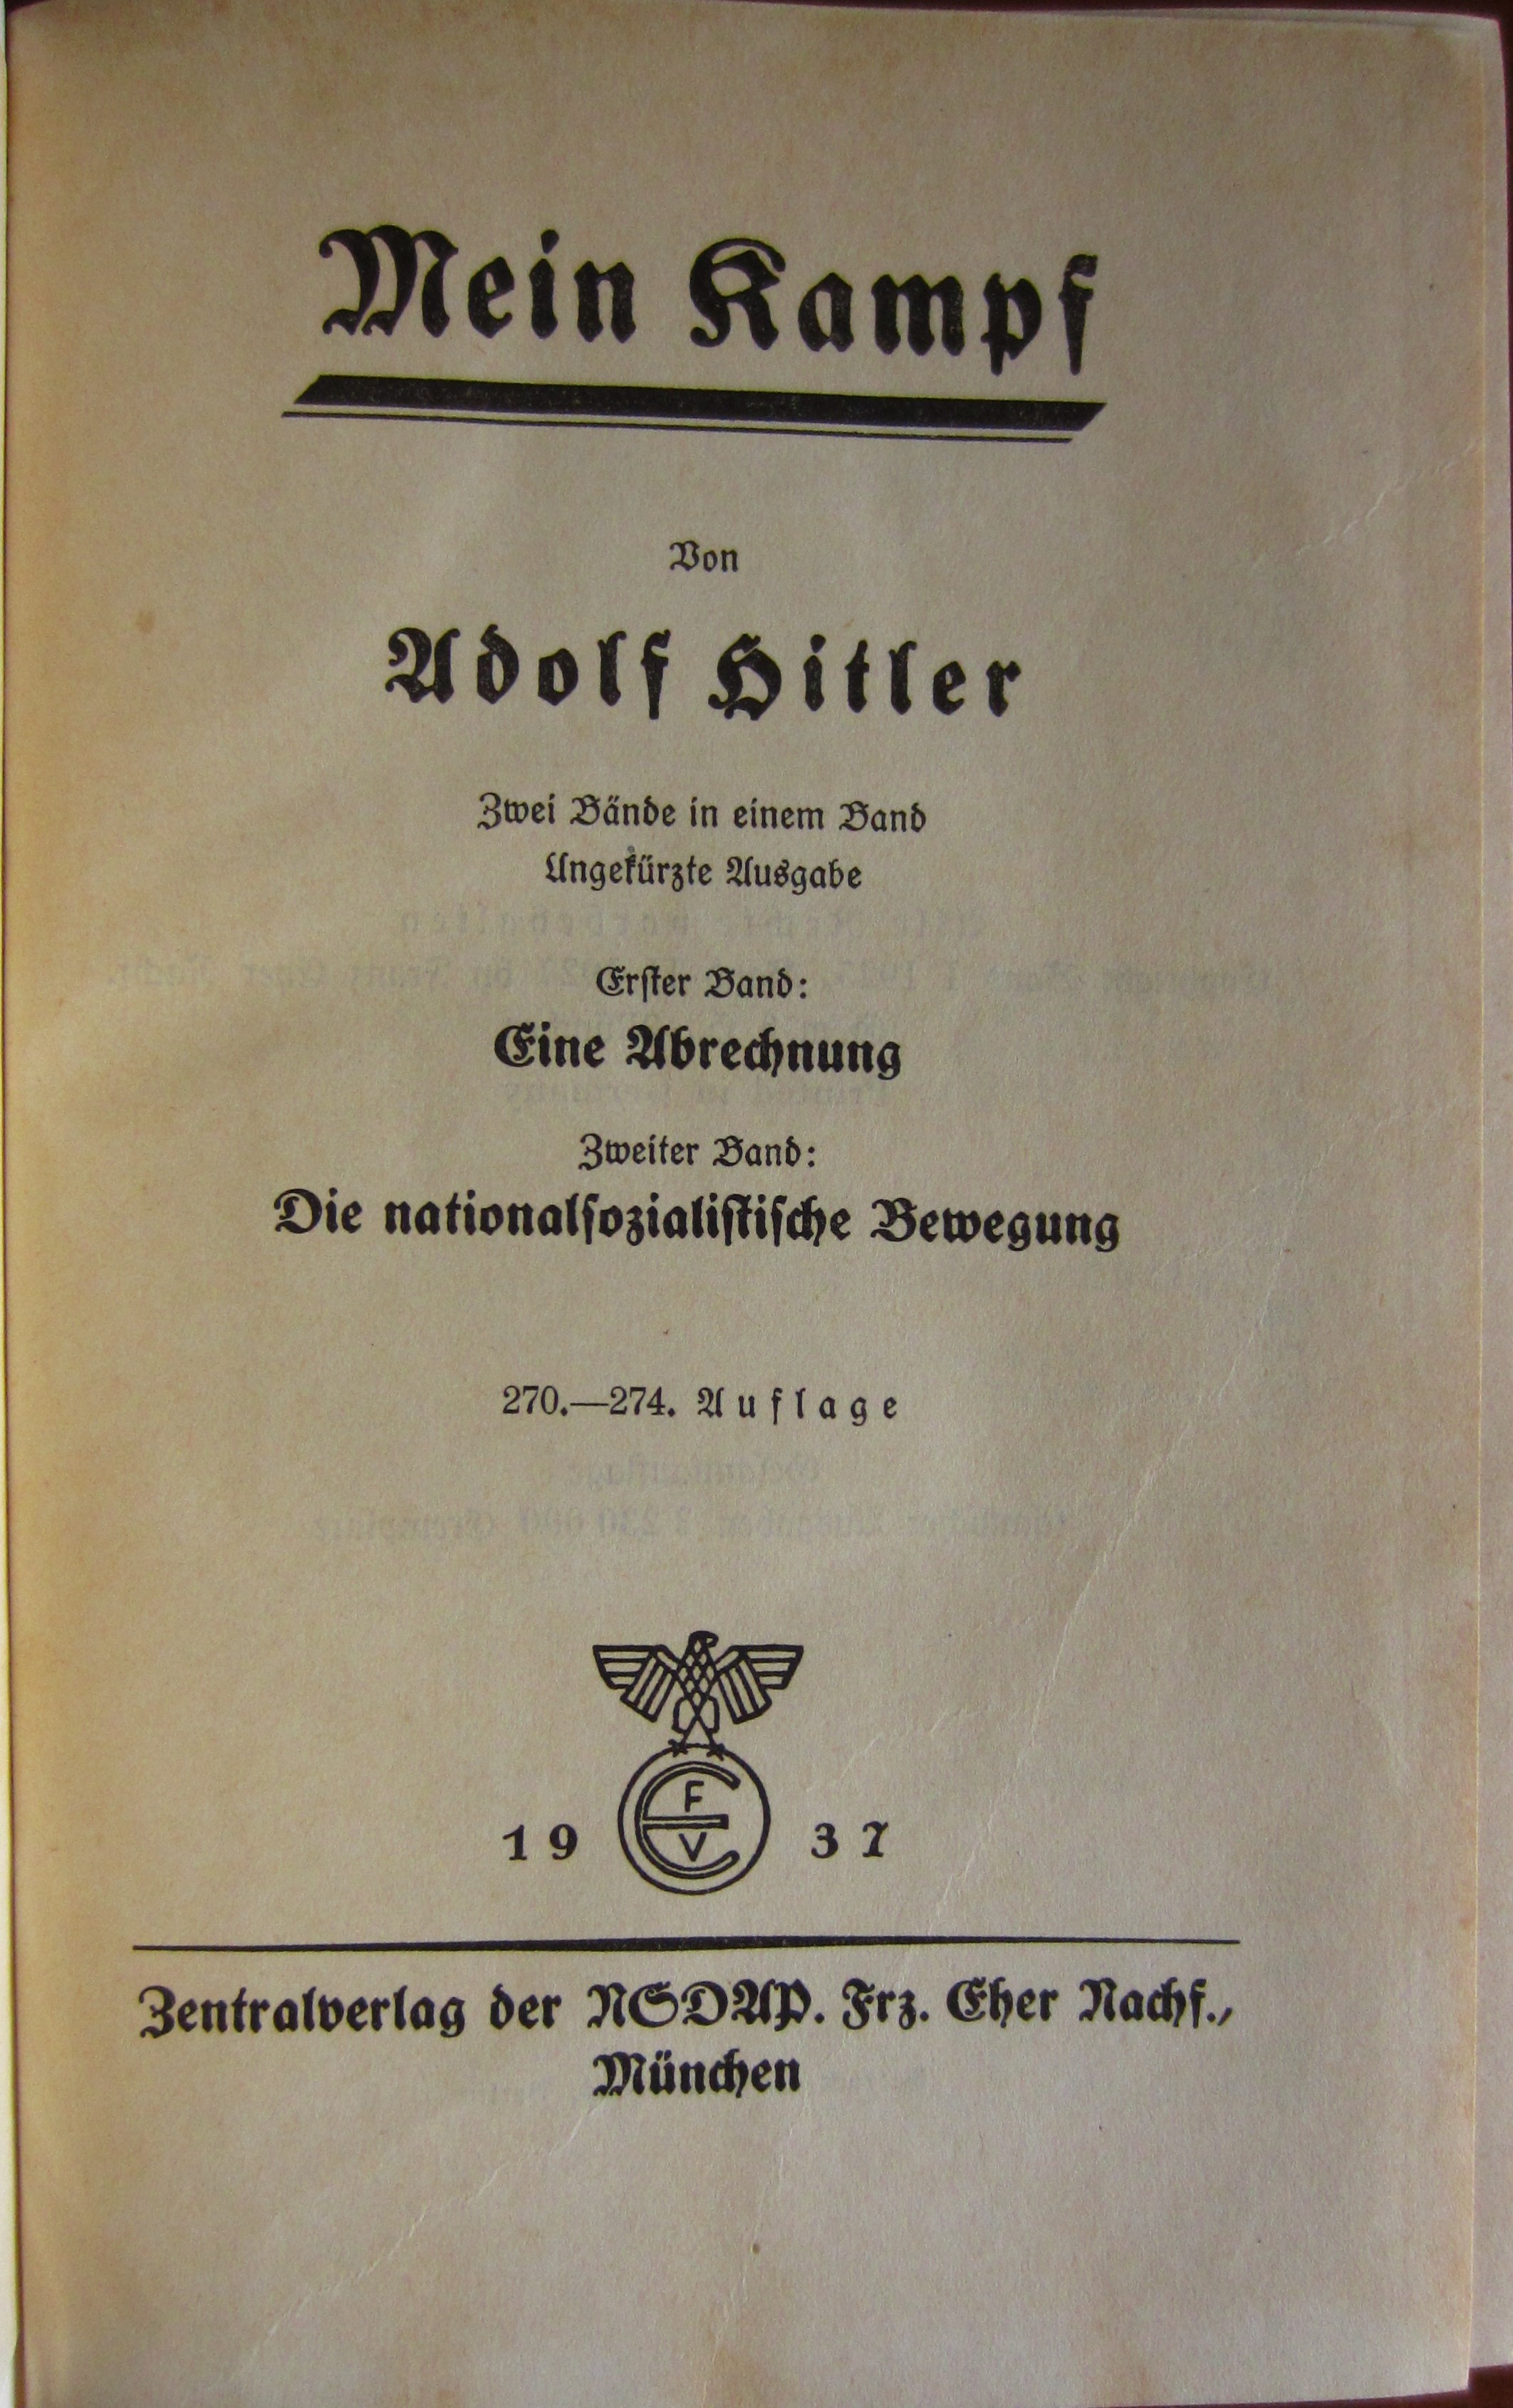 Mein Kampf
Von
Adolf Hitler
Zwei Bände in einem Band
Ungekürzte Ausgabe
Erster Band:
Eine Abrechnung
Zweiter Band:
Die nationalsozialistische Bewegung
270.—274. Auflage
F
E
V
19 37
Zentralverlag der NSDAP. Frz. Eher Nachf.,
München